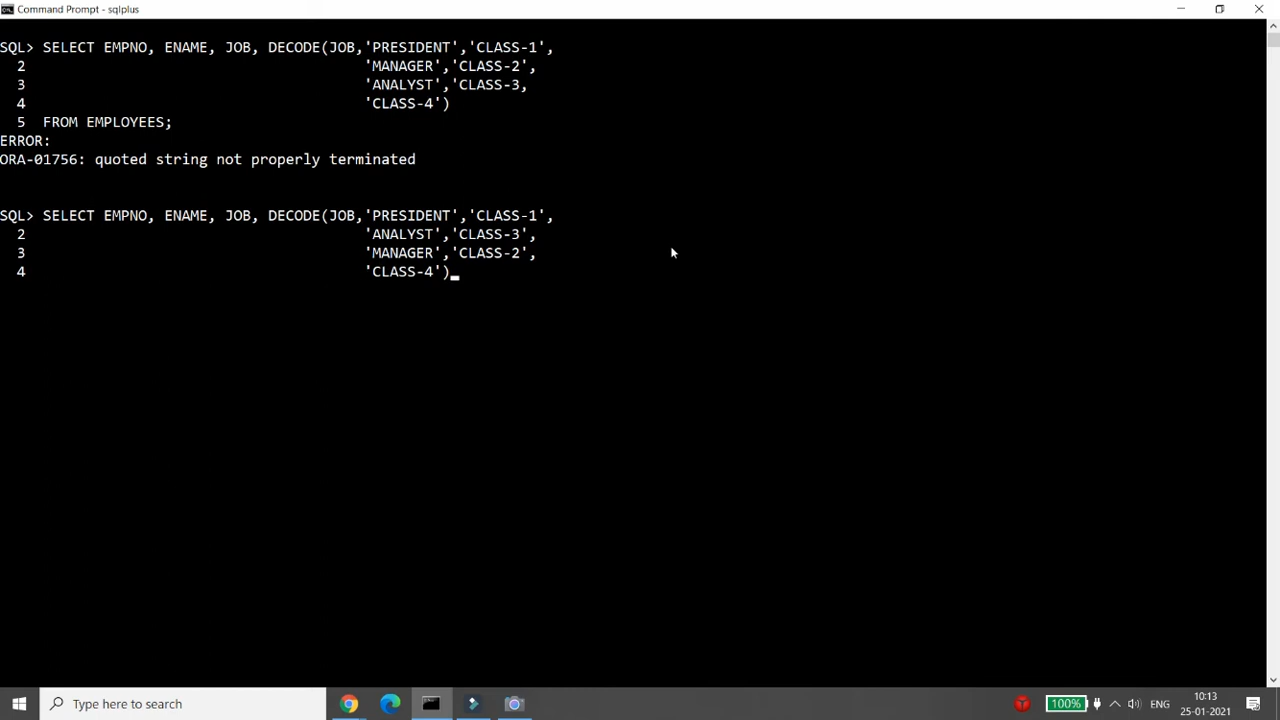 Command Prompt - sqlplus
SQL> SELECT EMPNO, ENAME, JOB, DECODE(JOB,'PRESIDENT','CLASS-1',
2 'MANAGER','CLASS-2',
3 'ANALYST','CLASS-3,
4 'CLASS-4')
5 FROM EMPLOYEES;
ERROR:
ORA-01756: quoted string not properly terminated
SQL> SELECT EMPNO, ENAME, JOB, DECODE(JOB,'PRESIDENT','CLASS-1',
2 'ANALYST','CLASS-3',
3 'MANAGER','CLASS-2',
4 'CLASS-4')
Type here to search
100%
ENG
10:13
25-01-2021